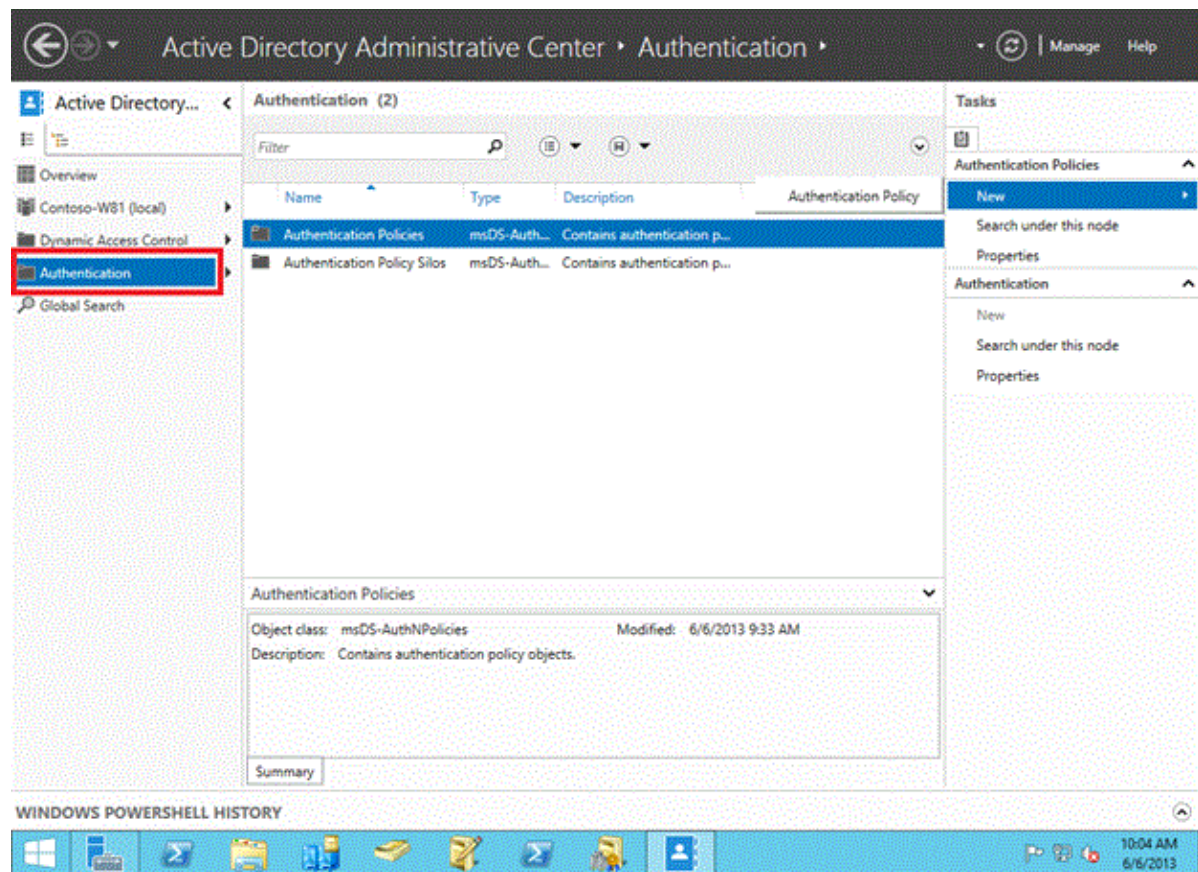 Active Directory Administrative Center ‣ Authentication ‣
Manage Help
Active Directory...
Overview
Contoso-W81 (local)
Dynamic Access Control
Authentication
Global Search
Authentication (2)
Filter
Name Type Description Authentication Policy
Authentication Policies msDS-Auth... Contains authentication p...
Authentication Policy Silos msDS-Auth... Contains authentication p...
Authentication Policies
Object class: msDS-AuthNPolicies Modified: 6/6/2013 9:33 AM
Description: Contains authentication policy objects.
Summary
Tasks
Authentication Policies
New
Search under this node
Properties
Authentication
New
Search under this node
Properties
WINDOWS POWERSHELL HISTORY
10:04 AM
6/6/2013